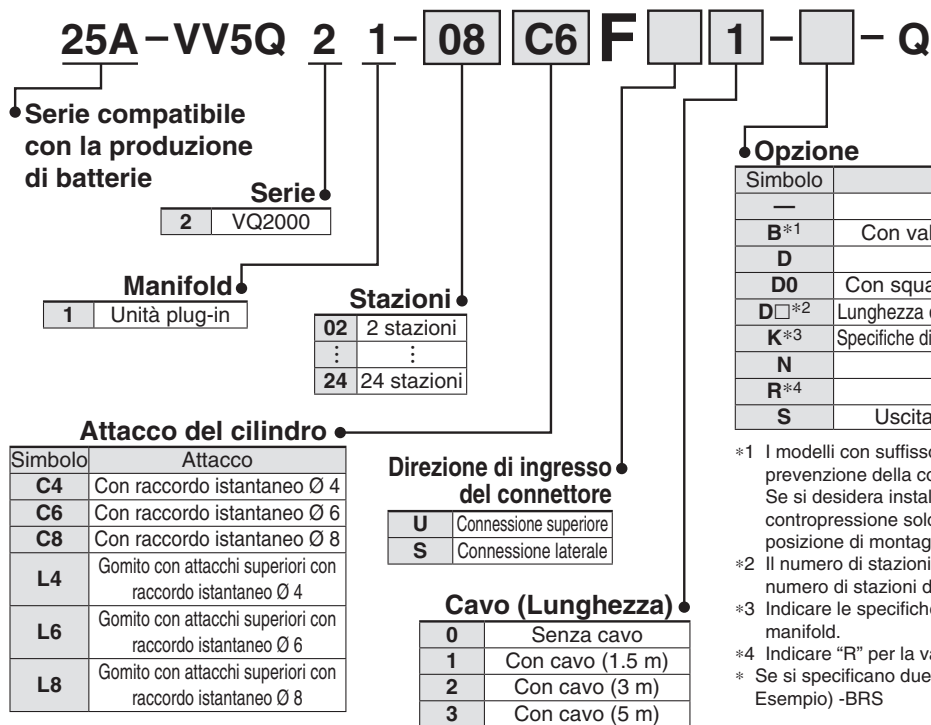 25A-VV5Q 2 1- 08 C6 F 1 - - Q
Serie compatibile
con la produzione
di batterie
Serie
2 VQ2000
Manifold
1 Unità plug-in
Stazioni
02 2 stazioni
⋮ ⋮
24 24 stazioni
Attacco del cilindro
Simbolo Attacco
C4 Con raccordo istantaneo Ø 4
C6 Con raccordo istantaneo Ø 6
C8 Con raccordo istantaneo Ø 8
L4 Gomito con attacchi superiori con
raccordo istantaneo Ø 4
L6 Gomito con attacchi superiori con
raccordo istantaneo Ø 6
L8 Gomito con attacchi superiori con
raccordo istantaneo Ø 8
Direzione di ingresso
del connettore
U Connessione superiore
S Connessione laterale
Cavo (Lunghezza)
0 Senza cavo
1 Con cavo (1.5 m)
2 Con cavo (3 m)
3 Con cavo (5 m)
Opzione
Simbolo
—
B*1 Con val
D
D0 Con squa
D□*2 Lunghezza
K*3 Specifiche di
N
R*4
S Uscita
*1 I modelli con suffisso
prevenzione della co
Se si desidera instal
contropressione solo
posizione di montag
*2 Il numero di stazioni
numero di stazioni d
*3 Indicare le specifiche
manifold.
*4 Indicare “R” per la va
* Se si specificano due
Esempio) -BRS